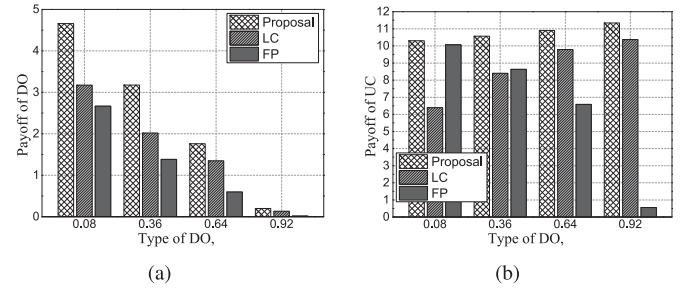 5
4
3
2
1
0
Payoff of DO
Proposal
LC
FP
0.08 0.36 0.64 0.92
Type of DO,
(a)
12
11
10
9
8
7
6
5
4
3
2
1
0
Payoff of UC
Proposal
LC
FP
0.08 0.36 0.64 0.92
Type of DO,
(b)